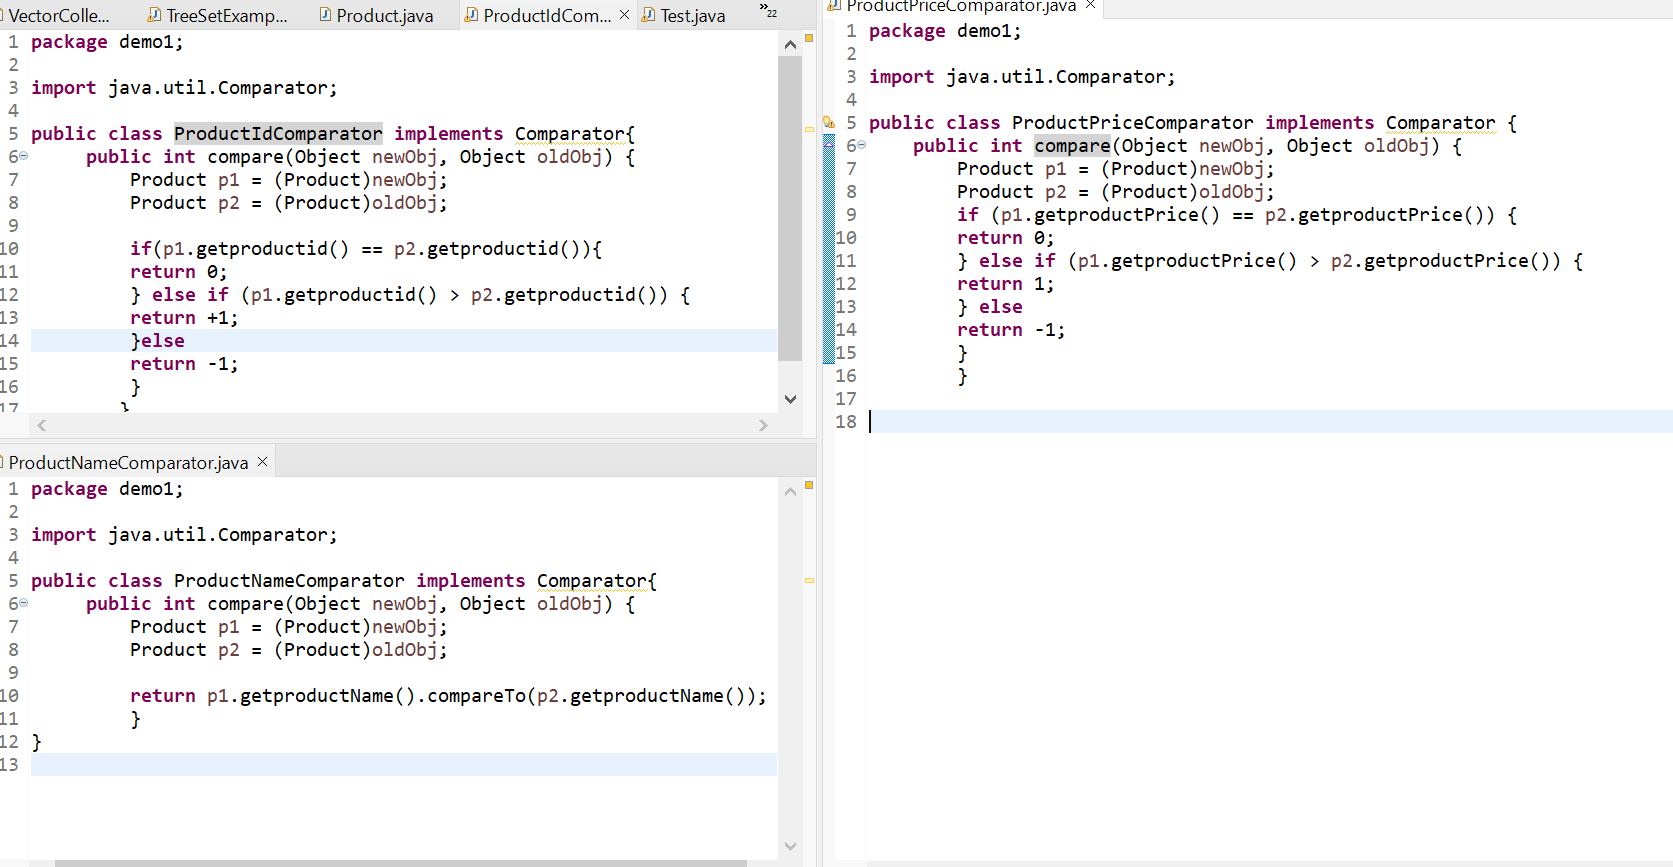 VectorColle... TreeSetExamp... Product.java ProductIdCom... Test.java »22
1 package demo1;
2
3 import java.util.Comparator;
4
5 public class ProductIdComparator implements Comparator{
6 public int compare(Object newObj, Object oldObj) {
7 Product p1 = (Product)newObj;
8 Product p2 = (Product)oldObj;
9
10 if(p1.getproductid() == p2.getproductid()){
11 return 0;
12 } else if (p1.getproductid() > p2.getproductid()) {
13 return +1;
14 }else
15 return -1;
16 }
17 }
ProductNameComparator.java
1 package demo1;
2
3 import java.util.Comparator;
4
5 public class ProductNameComparator implements Comparator{
6 public int compare(Object newObj, Object oldObj) {
7 Product p1 = (Product)newObj;
8 Product p2 = (Product)oldObj;
9
10 return p1.getproductName().compareTo(p2.getproductName());
11 }
12 }
13
ProductPriceComparator.java
1 package demo1;
2
3 import java.util.Comparator;
4
5 public class ProductPriceComparator implements Comparator {
6 public int compare(Object newObj, Object oldObj) {
7 Product p1 = (Product)newObj;
8 Product p2 = (Product)oldObj;
9 if (p1.getproductPrice() == p2.getproductPrice()) {
10 return 0;
11 } else if (p1.getproductPrice() > p2.getproductPrice()) {
12 return 1;
13 } else
14 return -1;
15 }
16 }
17
18